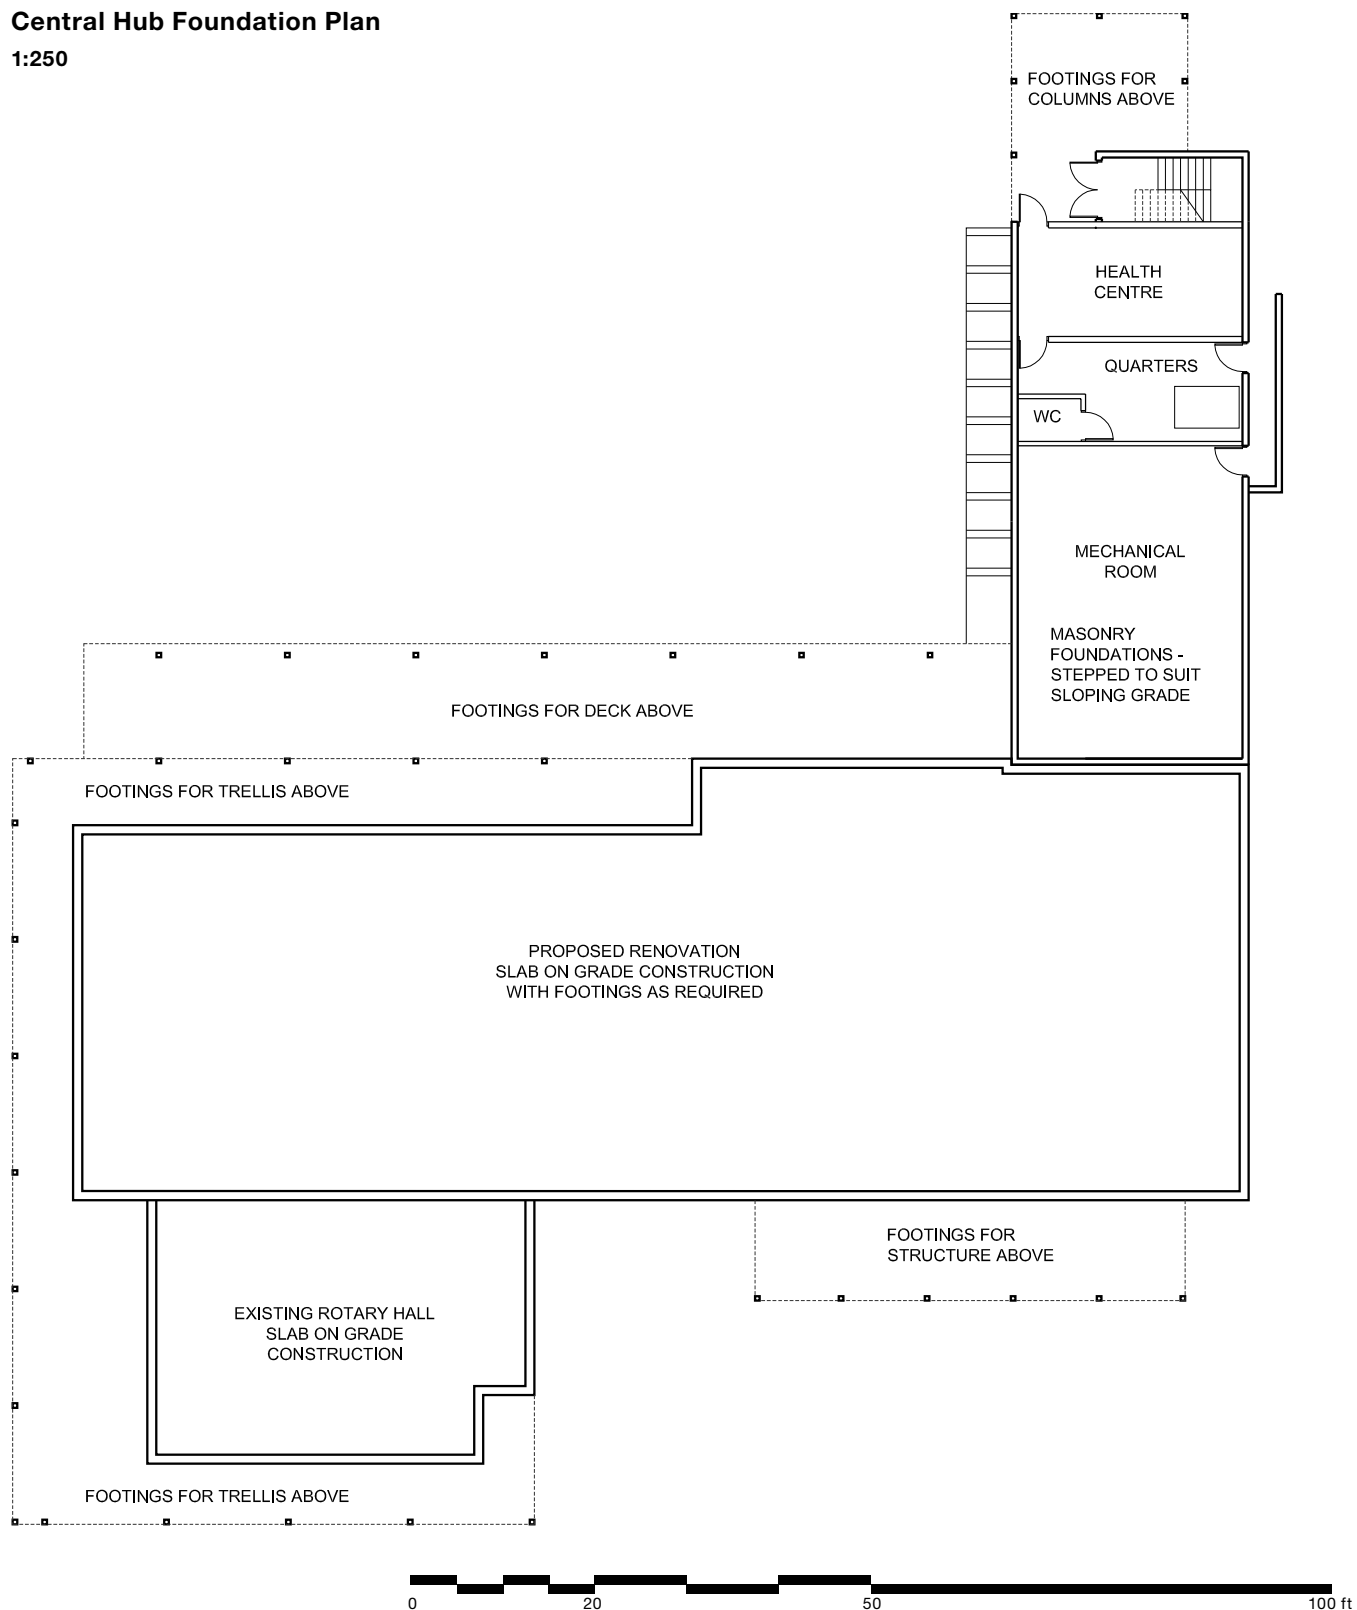 Central Hub Foundation Plan
1:250
FOOTINGS FOR
COLUMNS ABOVE
HEALTH
CENTRE
QUARTERS
WC
MECHANICAL
ROOM
MASONRY
FOUNDATIONS -
STEPPED TO SUIT
SLOPING GRADE
FOOTINGS FOR DECK ABOVE
FOOTINGS FOR TRELLIS ABOVE
PROPOSED RENOVATION
SLAB ON GRADE CONSTRUCTION
WITH FOOTINGS AS REQUIRED
FOOTINGS FOR
STRUCTURE ABOVE
EXISTING ROTARY HALL
SLAB ON GRADE
CONSTRUCTION
FOOTINGS FOR TRELLIS ABOVE
0 20 50 100 ft